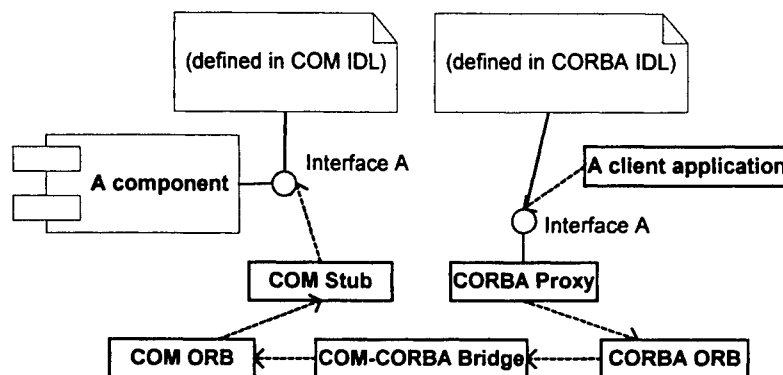 (defined in COM IDL)
(defined in CORBA IDL)
Interface A
A component
A client application
Interface A
COM Stub
CORBA Proxy
COM ORB
COM-CORBA Bridge
CORBA ORB